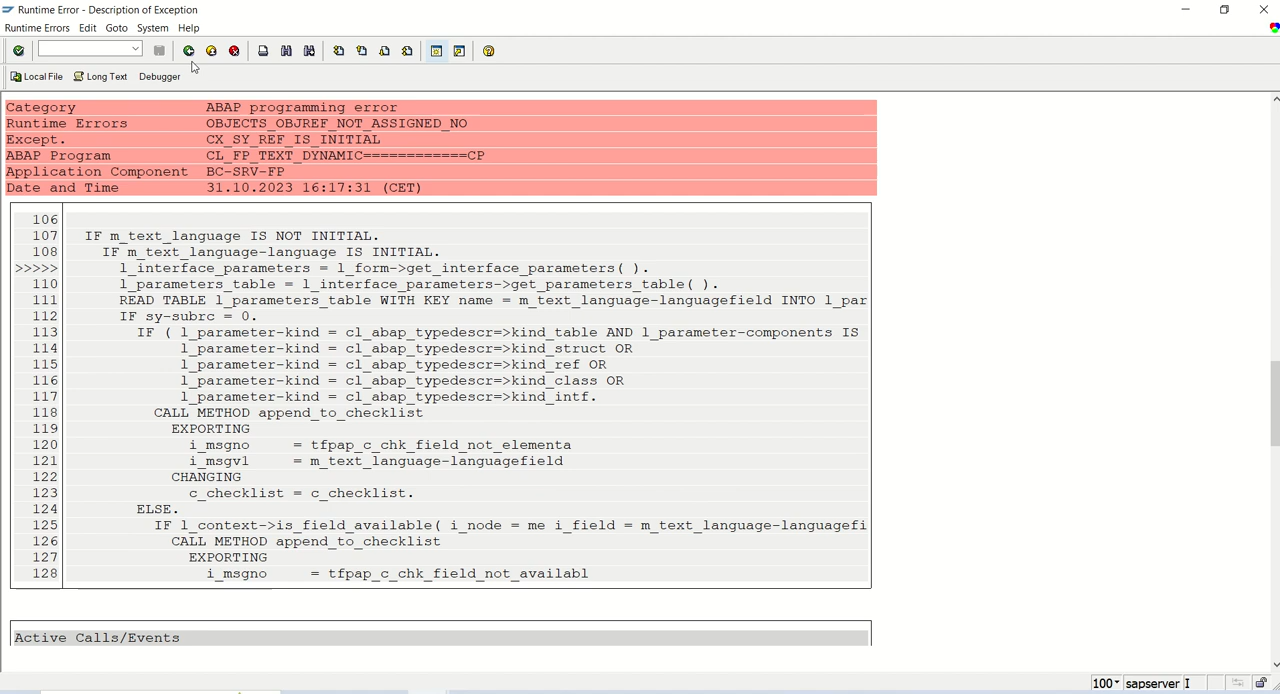 Runtime Error - Description of Exception
Runtime Errors Edit Goto System Help
Local File Long Text Debugger
Category ABAP programming error
Runtime Errors OBJECTS_OBJREF_NOT_ASSIGNED_NO
Except. CX_SY_REF_IS_INITIAL
ABAP Program CL_FP_TEXT_DYNAMIC============CP
Application Component BC-SRV-FP
Date and Time 31.10.2023 16:17:31 (CET)
106
107 IF m_text_language IS NOT INITIAL.
108 IF m_text_language-language IS INITIAL.
>>>>> l_interface_parameters = l_form->get_interface_parameters( ).
110 l_parameters_table = l_interface_parameters->get_parameters_table( ).
111 READ TABLE l_parameters_table WITH KEY name = m_text_language-languagefield INTO l_par
112 IF sy-subrc = 0.
113 IF ( l_parameter-kind = cl_abap_typedescr=>kind_table AND l_parameter-components IS
114 l_parameter-kind = cl_abap_typedescr=>kind_struct OR
115 l_parameter-kind = cl_abap_typedescr=>kind_ref OR
116 l_parameter-kind = cl_abap_typedescr=>kind_class OR
117 l_parameter-kind = cl_abap_typedescr=>kind_intf.
118 CALL METHOD append_to_checklist
119 EXPORTING
120 i_msgno = tfpap_c_chk_field_not_elementa
121 i_msgv1 = m_text_language-languagefield
122 CHANGING
123 c_checklist = c_checklist.
124 ELSE.
125 IF l_context->is_field_available( i_node = me i_field = m_text_language-languagefi
126 CALL METHOD append_to_checklist
127 EXPORTING
128 i_msgno = tfpap_c_chk_field_not_availabl
Active Calls/Events
100 sapserver